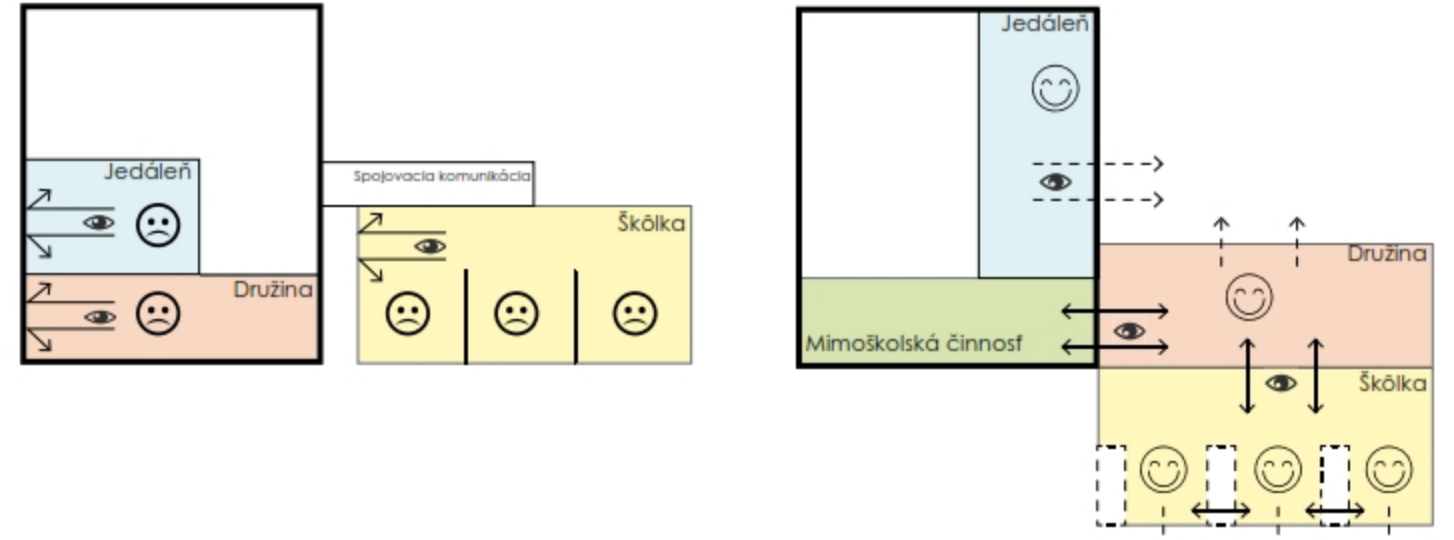 Jedáleň
Družina
Spojovacia komunikácia
Škôlka
Jedáleň
Družina
Mimoškolská činnosť
Škôlka